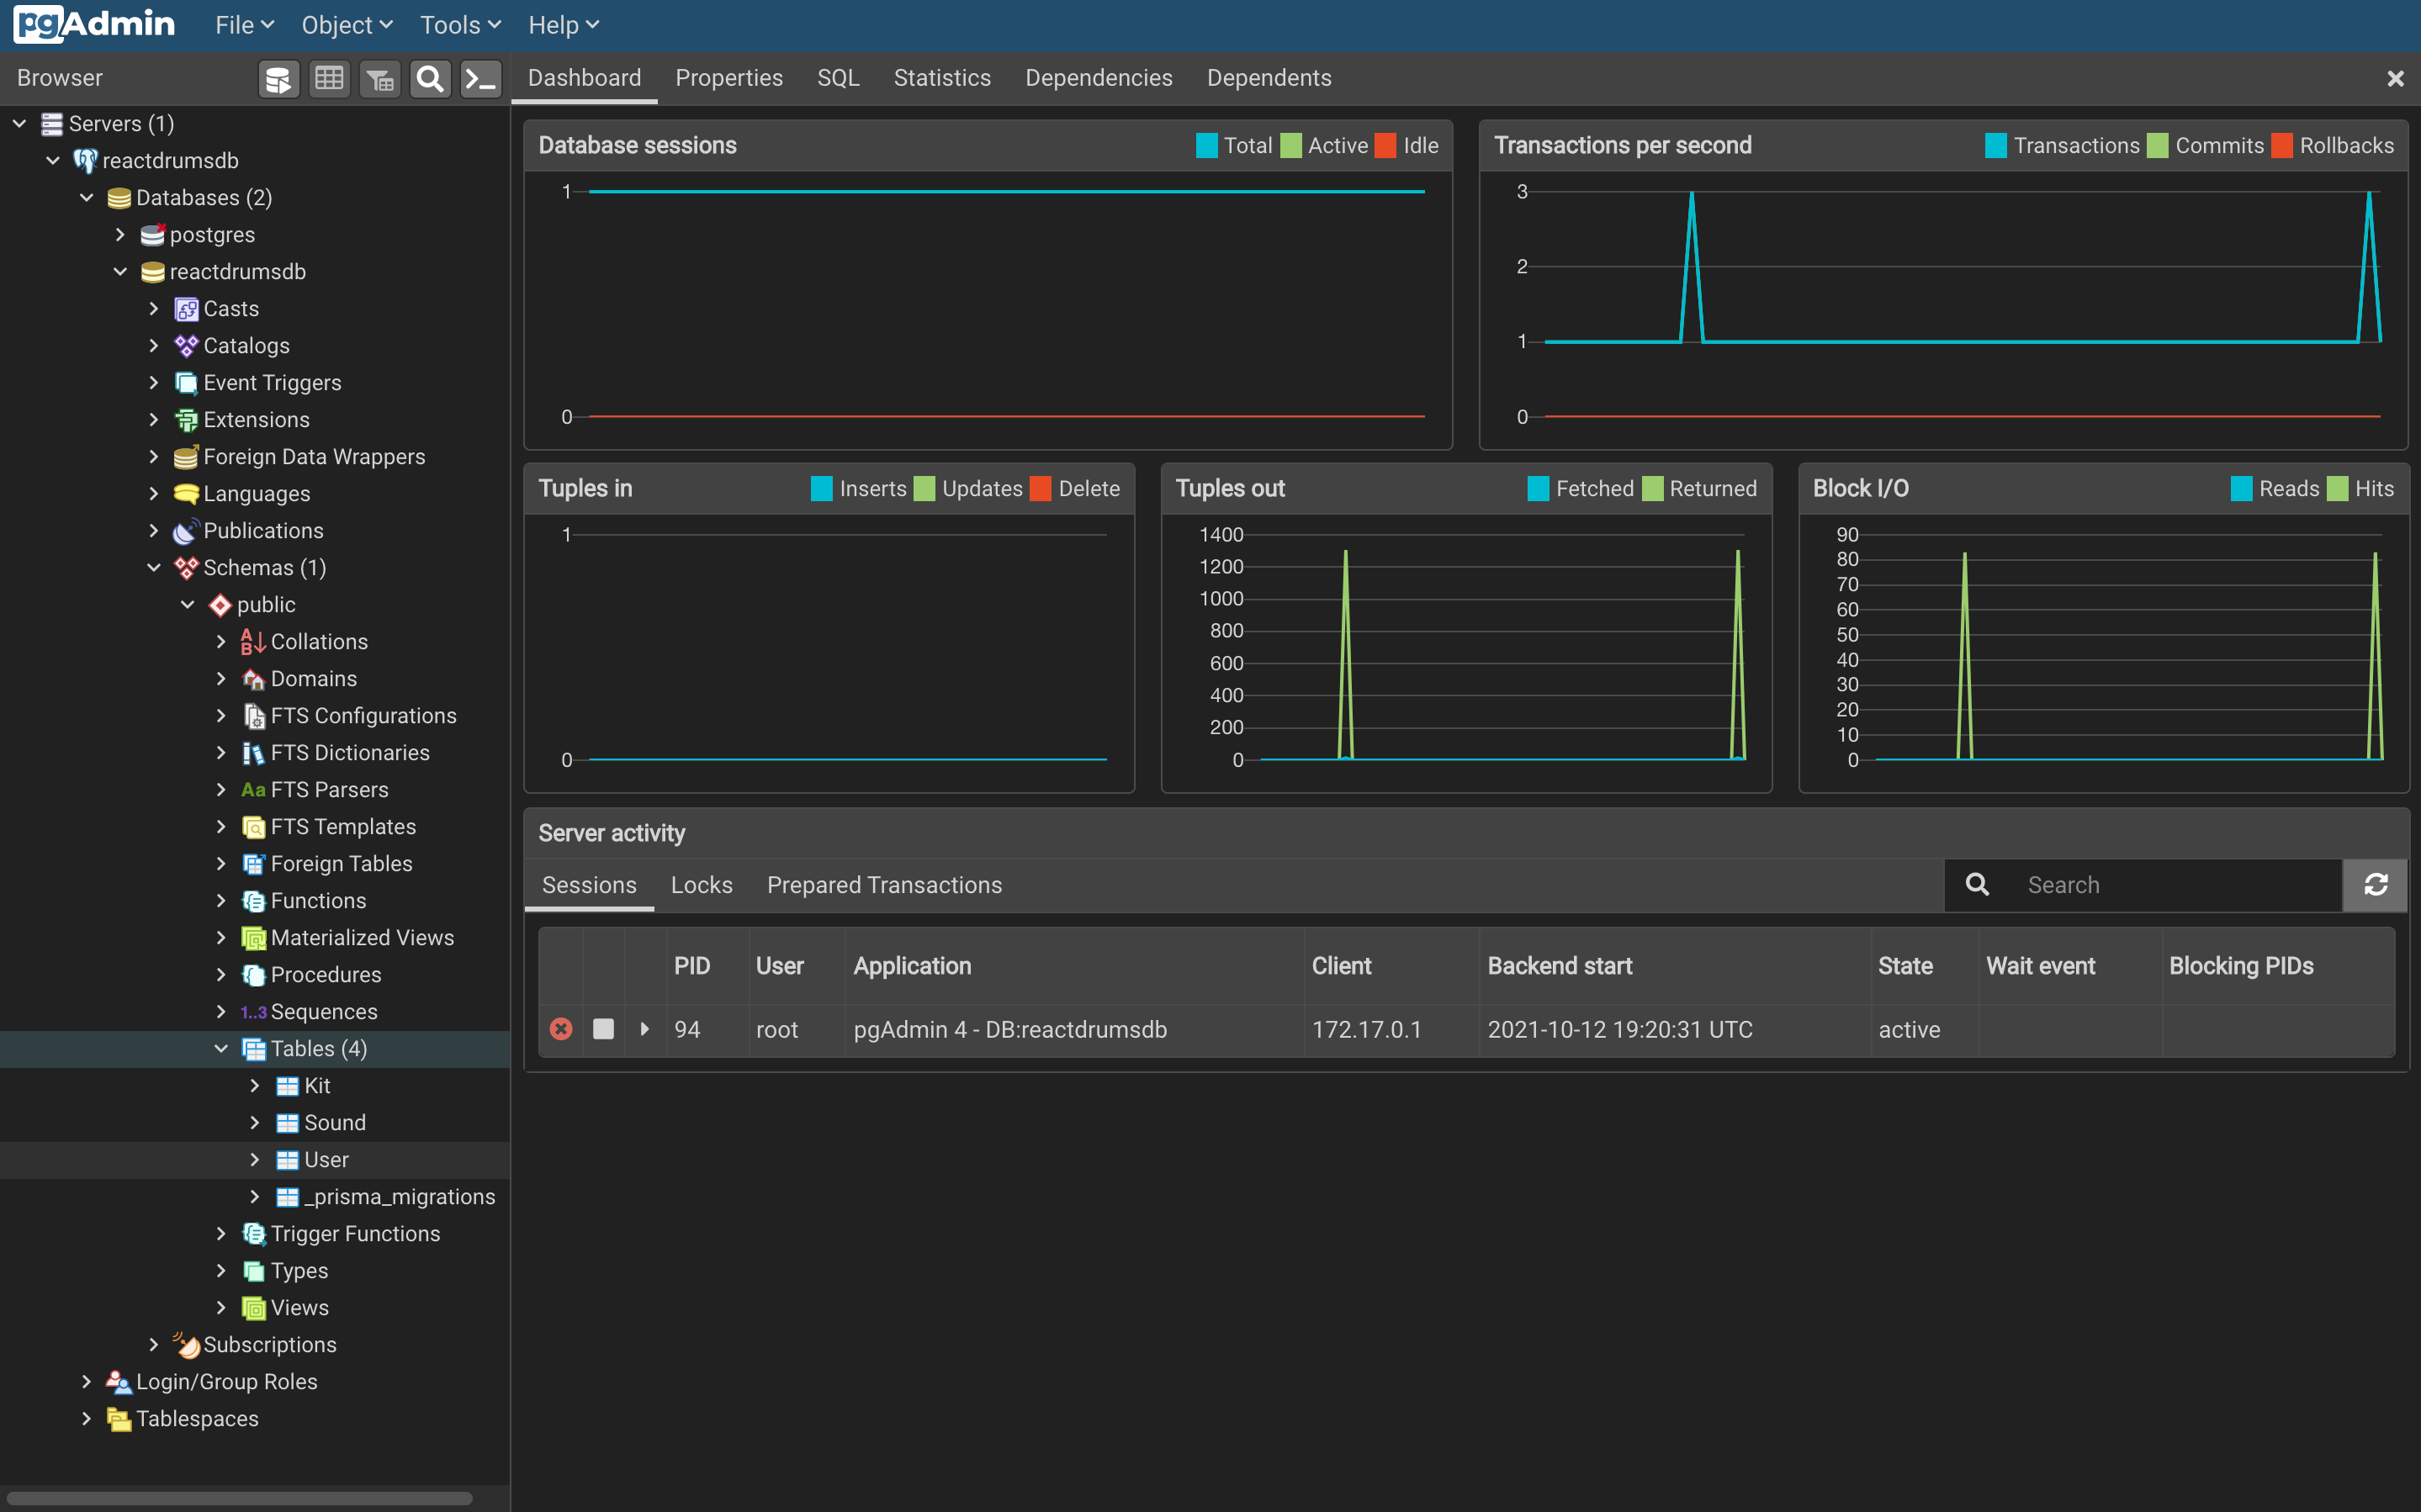 pgAdmin File Object Tools Help
Browser
Dashboard Properties SQL Statistics Dependencies Dependents
Servers (1)
reactdrumsdb
Databases (2)
postgres
reactdrumsdb
Casts
Catalogs
Event Triggers
Extensions
Foreign Data Wrappers
Languages
Publications
Schemas (1)
public
Collations
Domains
FTS Configurations
FTS Dictionaries
Aa FTS Parsers
FTS Templates
Foreign Tables
Functions
Materialized Views
Procedures
1..3 Sequences
Tables (4)
Kit
Sound
User
_prisma_migrations
Trigger Functions
Types
Views
Subscriptions
Login/Group Roles
Tablespaces
Database sessions Total Active Idle
1
0
Transactions per second Transactions Commits Rollbacks
3
2
1
0
Tuples in Inserts Updates Delete
1
0
Tuples out Fetched Returned
1400
1200
1000
800
600
400
200
0
Block I/O Reads Hits
90
80
70
60
50
40
30
20
10
0
Server activity
Sessions Locks Prepared Transactions Search
PID User Application Client Backend start State Wait event Blocking PIDs
94 root pgAdmin 4 - DB:reactdrumsdb 172.17.0.1 2021-10-12 19:20:31 UTC active